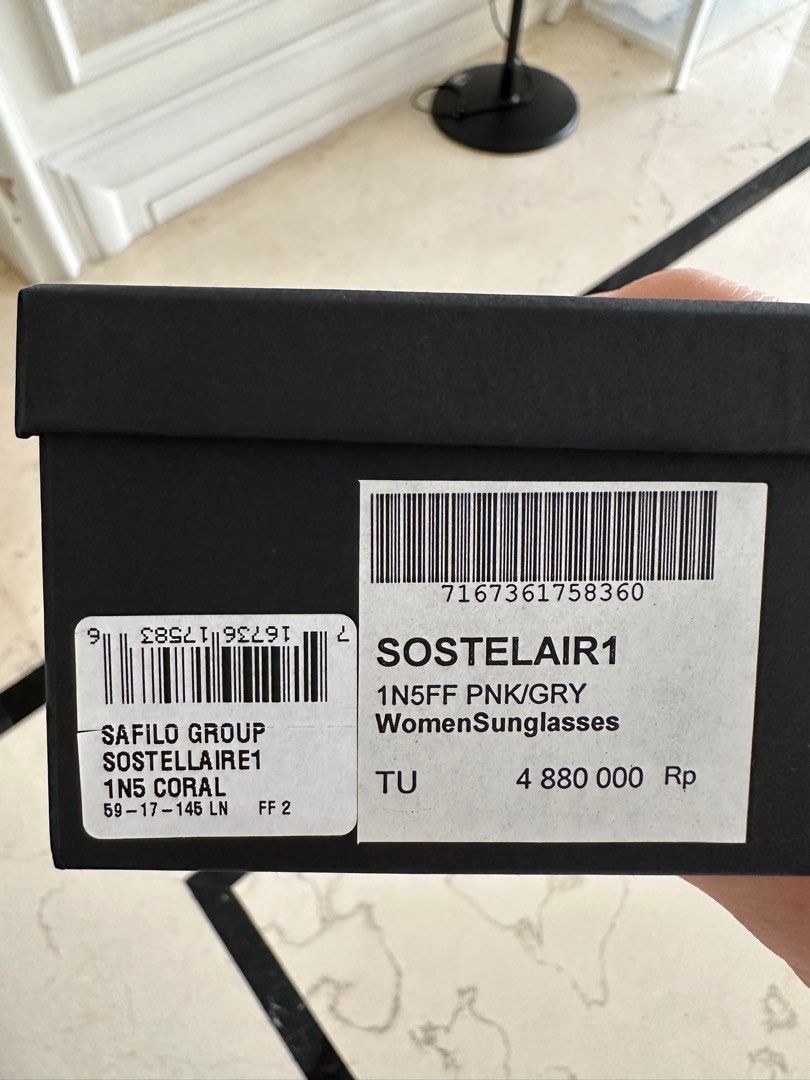 7 16736 17583 6
SAFILO GROUP
SOSTELLAIRE1
1N5 CORAL
59-17-145 LN FF 2
7167361758360
SOSTELAIR1
1N5FF PNK/GRY
WomenSunglasses
TU 4 880 000 Rp